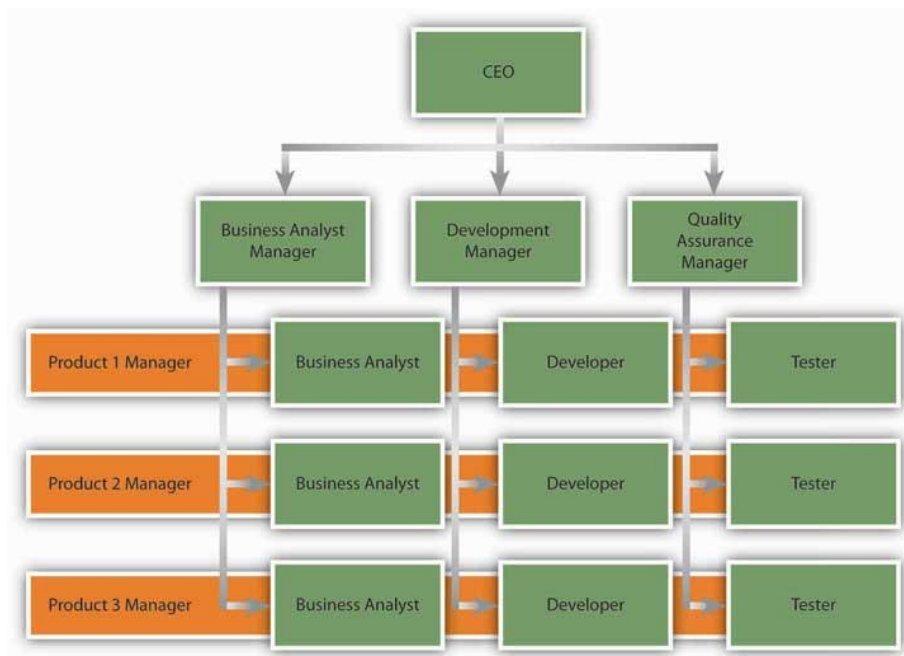 CEO
Business Analyst
Manager
Development
Manager
Quality
Assurance
Manager
Product 1 Manager
Business Analyst
Developer
Tester
Product 2 Manager
Business Analyst
Developer
Tester
Product 3 Manager
Business Analyst
Developer
Tester